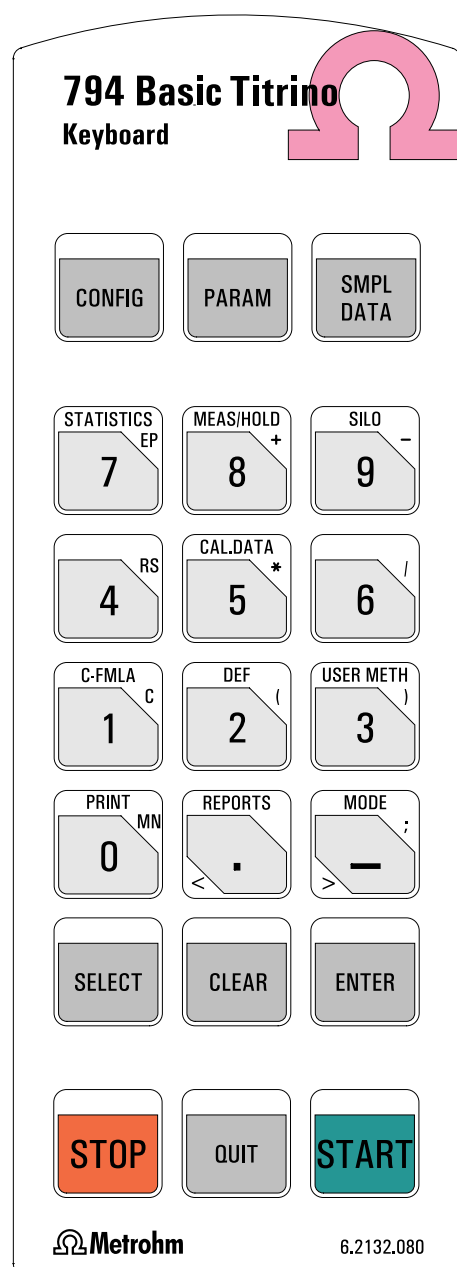 794 Basic Titrino
Keyboard
CONFIG PARAM SMPL DATA
STATISTICS MEAS/HOLD SILO
EP + −
7 8 9
CAL.DATA
RS * /
4 5 6
C-FMLA DEF USER METH
C ( )
1 2 3
PRINT REPORTS MODE
MN ;
0 . –
< >
SELECT CLEAR ENTER
STOP QUIT START
Metrohm 6.2132.080